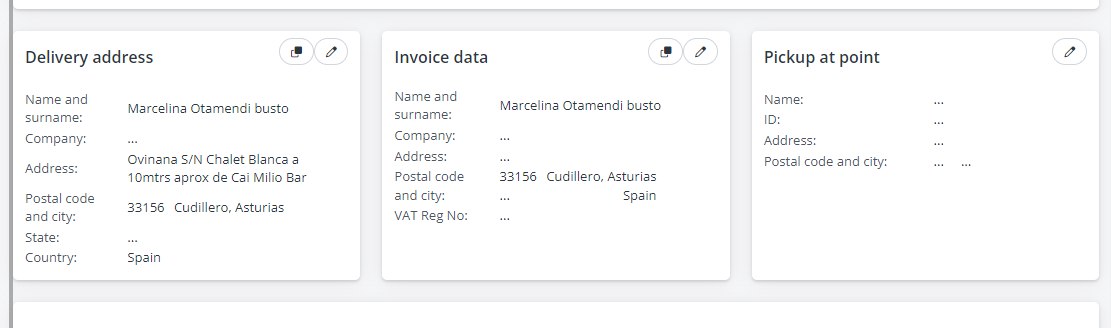 Delivery address
Name and
surname:
Marcelina Otamendi busto
Company:
...
Address:
Ovinana S/N Chalet Blanca a
10mtrs aprox de Cai Milio Bar
Postal code
and city:
33156 Cudillero, Asturias
State:
...
Country:
Spain
Invoice data
Name and
surname:
Marcelina Otamendi busto
Company:
...
Address:
...
Postal code
and city:
33156 Cudillero, Asturias
... Spain
VAT Reg No:
...
Pickup at point
Name:
...
ID:
...
Address:
...
Postal code and city:
... ...